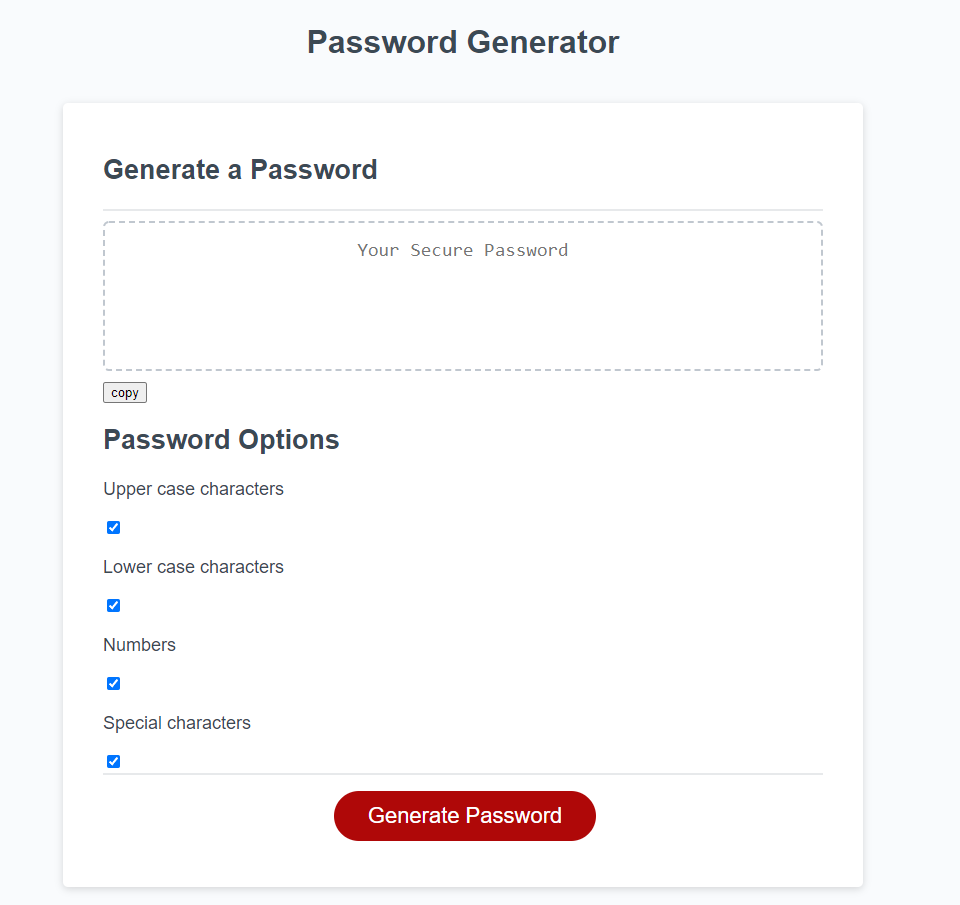 Password Generator
Generate a Password
Your Secure Password
copy
Password Options
Upper case characters
Lower case characters
Numbers
Special characters
Generate Password